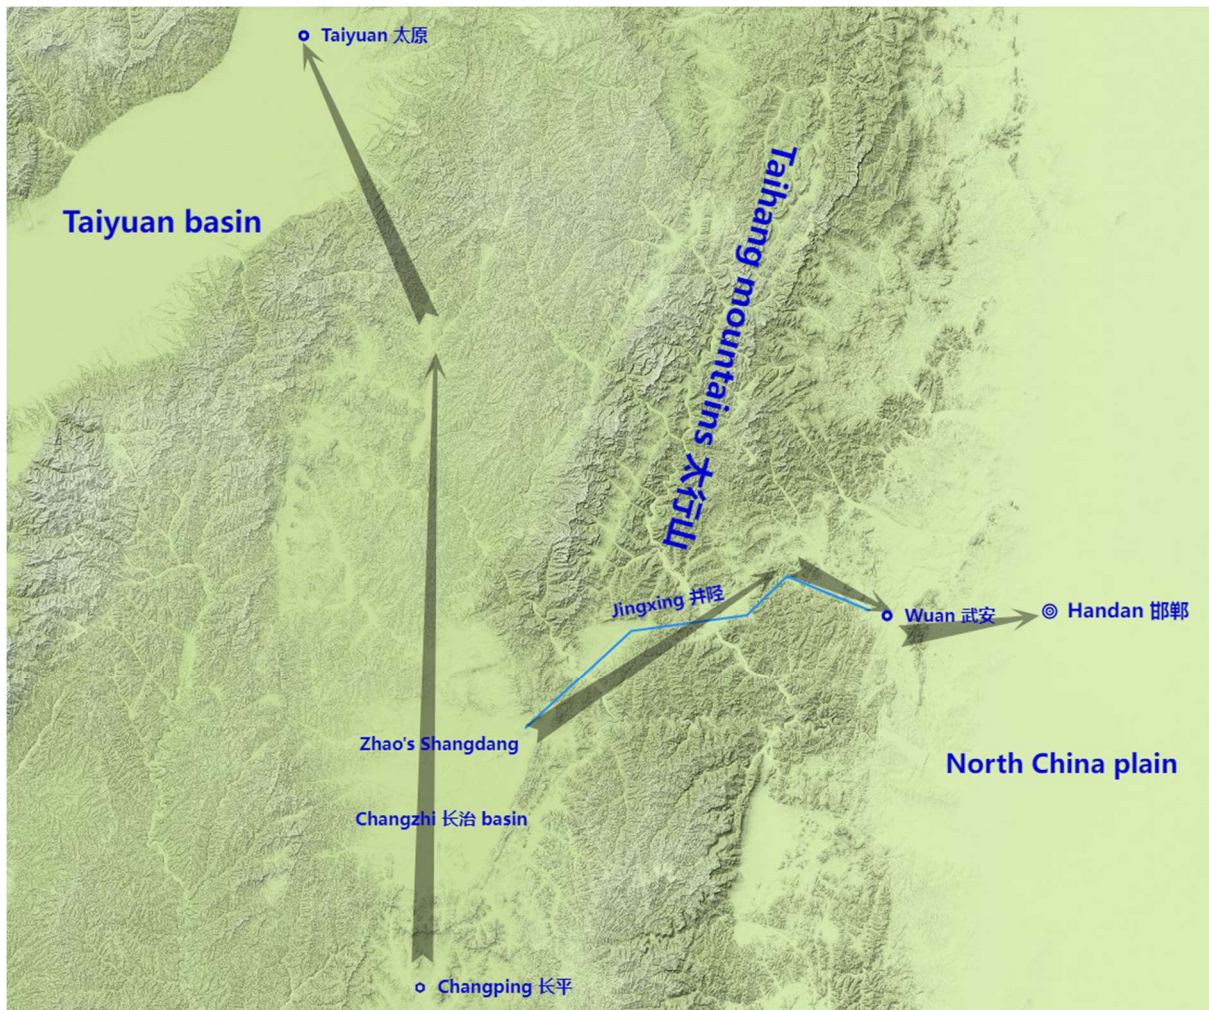 Taiyuan 太原
Taihang mountains 太行山
Taiyuan basin
Jingxing 井陉
Wuan 武安
Handan 邯郸
Zhao's Shangdang
North China plain
Changzhi 长治 basin
Changping 长平